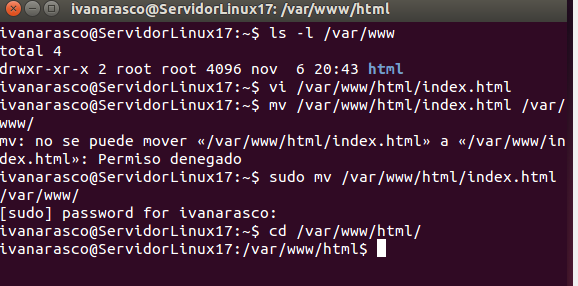 ivanarasco@ServidorLinux17: /var/www/html
ivanarasco@ServidorLinux17:~$ ls -l /var/www
total 4
drwxr-xr-x 2 root root 4096 nov  6 20:43 html
ivanarasco@ServidorLinux17:~$ vi /var/www/html/index.html
ivanarasco@ServidorLinux17:~$ mv /var/www/html/index.html /var/
www/
mv: no se puede mover «/var/www/html/index.html» a «/var/www/in
dex.html»: Permiso denegado
ivanarasco@ServidorLinux17:~$ sudo mv /var/www/html/index.html
/var/www/
[sudo] password for ivanarasco:
ivanarasco@ServidorLinux17:~$ cd /var/www/html/
ivanarasco@ServidorLinux17:/var/www/html$